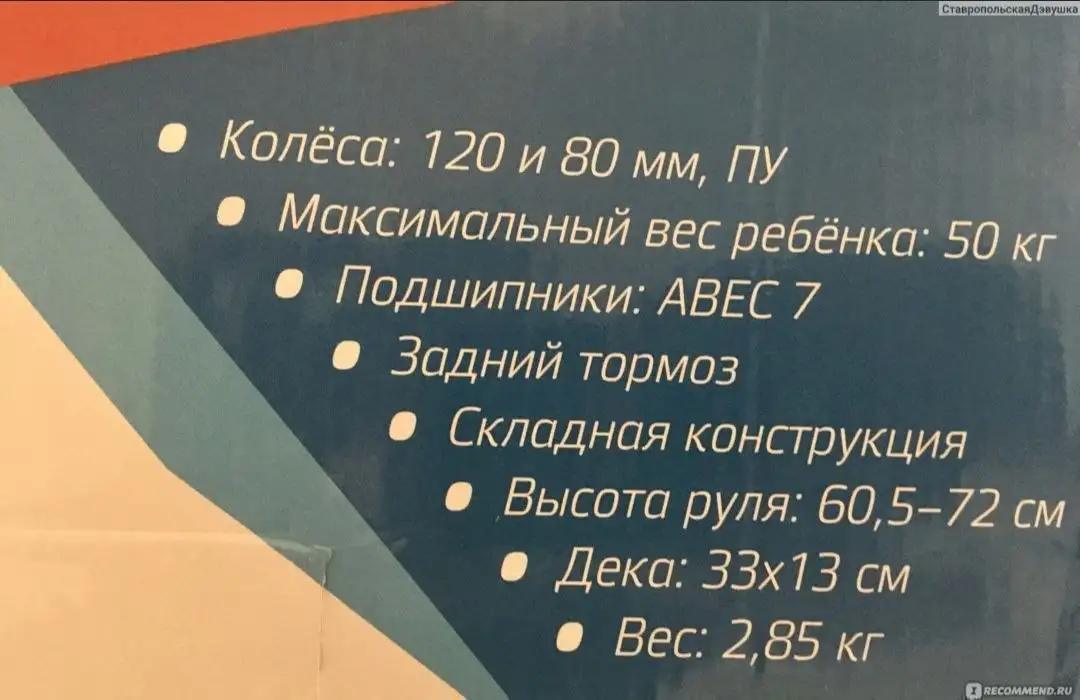 СтавропольскаяДэвушка
Колёса: 120 и 80 мм, ПУ
Максимальный вес ребёнка: 50 кг
Подшипники: ABEC 7
Задний тормоз
Складная конструкция
Высота руля: 60,5–72 см
Дека: 33х13 см
Вес: 2,85 кг
IRECOMMEND.RU